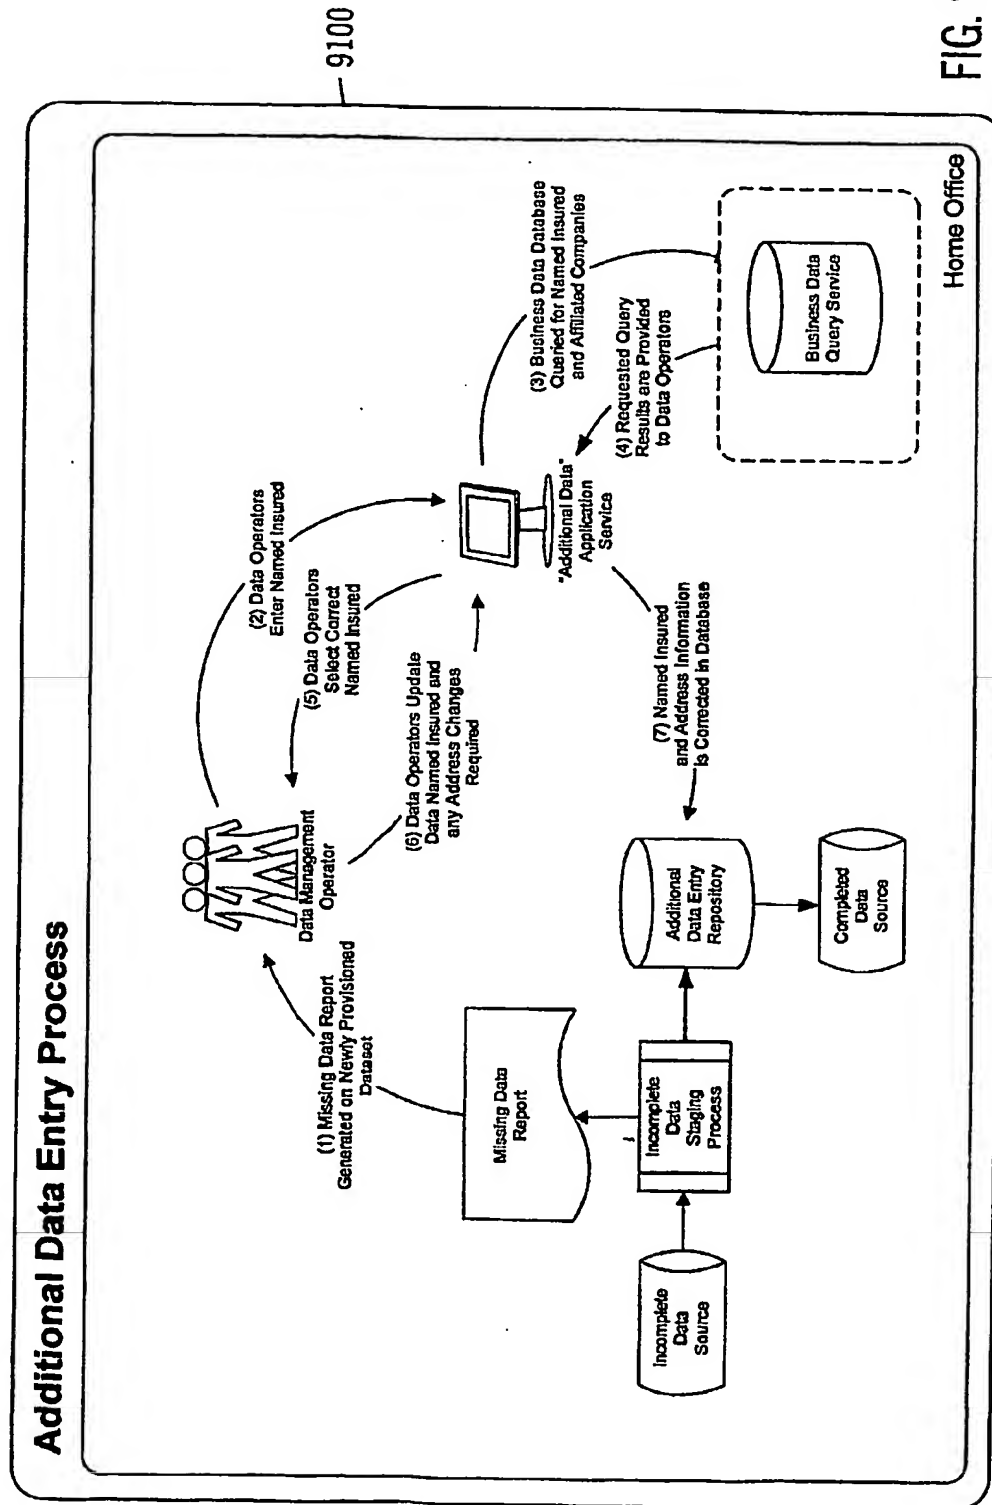 Additional Data Entry Process
9100
Data Management
Operator
(1) Missing Data Report
Generated on Newly Provisioned
Dataset
(2) Data Operators
Enter Named Insured
(5) Data Operators
Select Correct
Named Insured
(6) Data Operators Update
Data Named Insured and
any Address Changes
Required
(3) Business Data Database
Queried for Named Insured
and Affiliated Companies
(4) Requested Query
Results are Provided
to Data Operators
"Additional Data"
Application
Service
(7) Named Insured
and Address Information
is Corrected in Database
Missing Data
Report
Incomplete
Data
Source
Incomplete
Data
Staging
Process
Additional
Data Entry
Repository
Completed
Data
Source
Business Data
Query Service
Home Office
FIG.